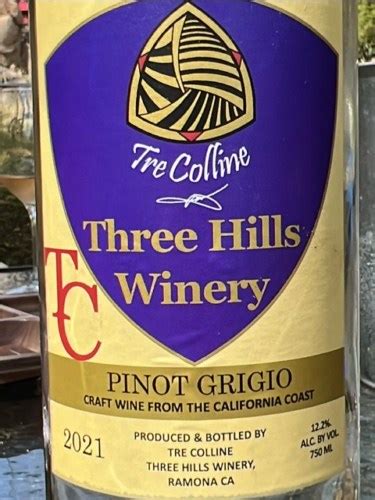 Tre Colline
Three Hills
Winery
TC
PINOT GRIGIO
CRAFT WINE FROM THE CALIFORNIA COAST
2021
PRODUCED & BOTTLED BY
TRE COLLINE
THREE HILLS WINERY,
RAMONA CA
12.2%
ALC. BY VOL
750 ML